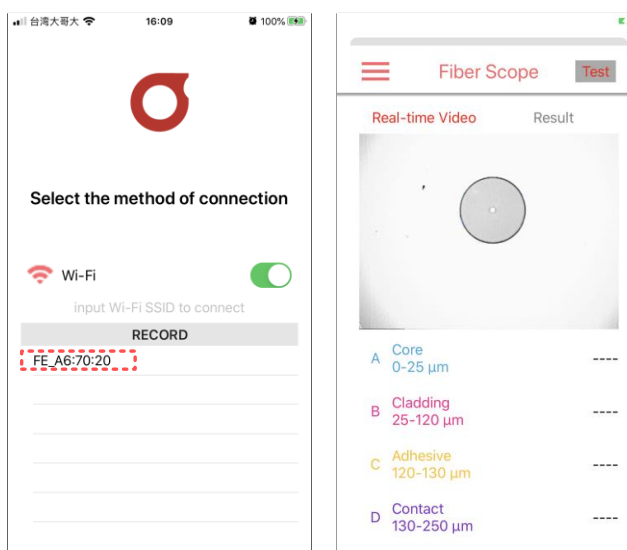 台湾大哥大 16:09 100%
Select the method of connection
Wi-Fi
input Wi-Fi SSID to connect
RECORD
FE_A6:70:20
Fiber Scope Test
Real-time Video Result
A Core ----
0-25 μm
B Cladding ----
25-120 μm
C Adhesive ----
120-130 μm
D Contact ----
130-250 μm